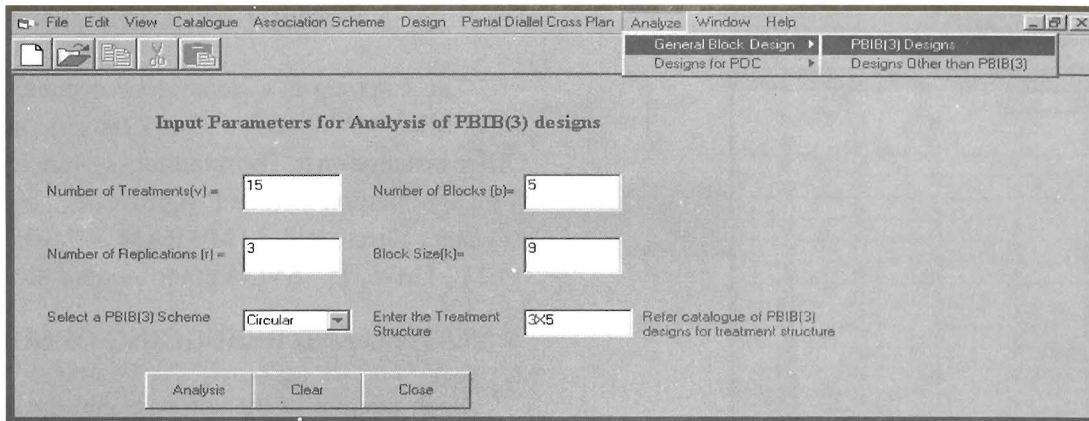 File Edit View Catalogue Association Scheme Design Partial Diallel Cross Plan Analyze Window Help
General Block Design PBIB(3) Designs
Designs for PDC Designs Other than PBIB(3)
Input Parameters for Analysis of PBIB(3) designs
Number of Treatments(v) = 15 Number of Blocks (b)= 5
Number of Replications (r) = 3 Block Size(k)= 9
Select a PBIB(3) Scheme Circular Enter the Treatment Structure 3X5 Refer catalogue of PBIB(3) designs for treatment structure
Analysis Clear Close